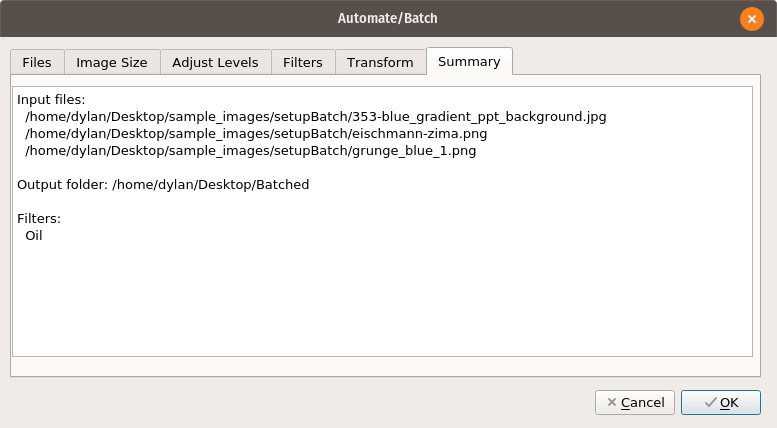 Automate/Batch
Files Image Size Adjust Levels Filters Transform Summary
Input files:
/home/dylan/Desktop/sample_images/setupBatch/353-blue_gradient_ppt_background.jpg
/home/dylan/Desktop/sample_images/setupBatch/eischmann-zima.png
/home/dylan/Desktop/sample_images/setupBatch/grunge_blue_1.png
Output folder: /home/dylan/Desktop/Batched
Filters:
Oil
Cancel OK